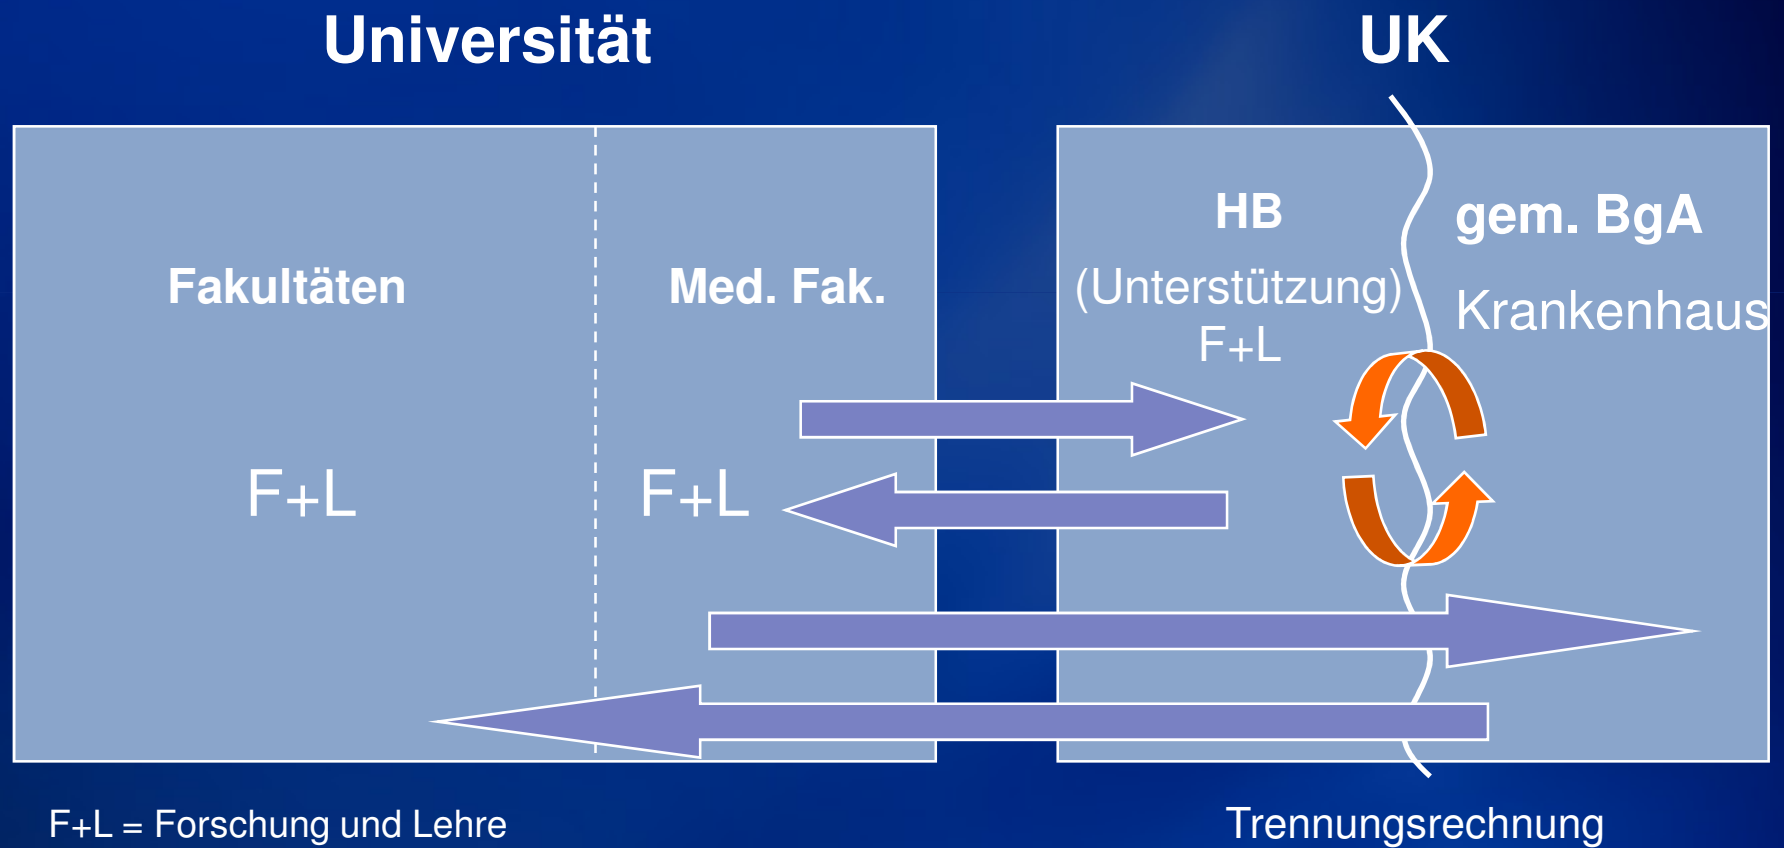 Universität
UK
Fakultäten
F+L
Med. Fak.
F+L
HB
(Unterstützung)
F+L
gem. BgA
Krankenhaus
F+L = Forschung und Lehre
Trennungsrechnung